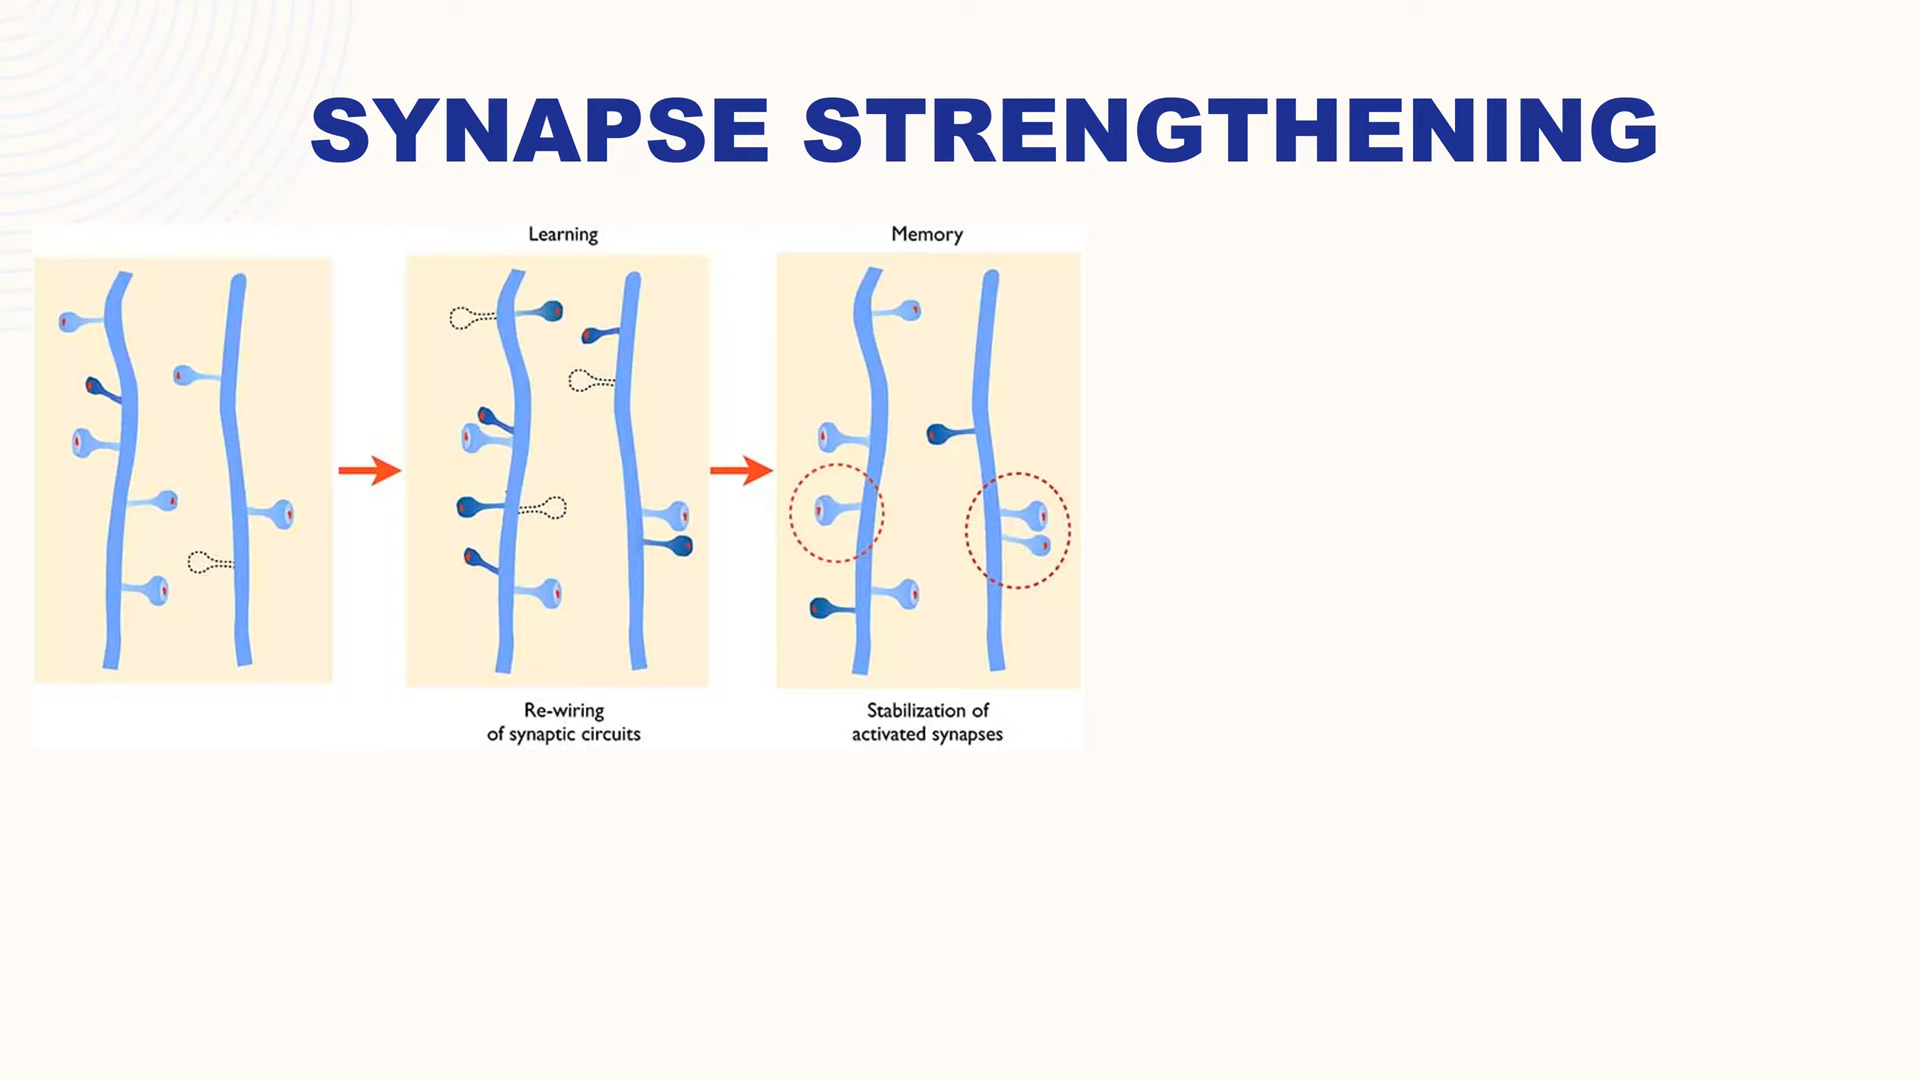 SYNAPSE STRENGTHENING
Learning
Memory
Re-wiring
of synaptic circuits
Stabilization of
activated synapses